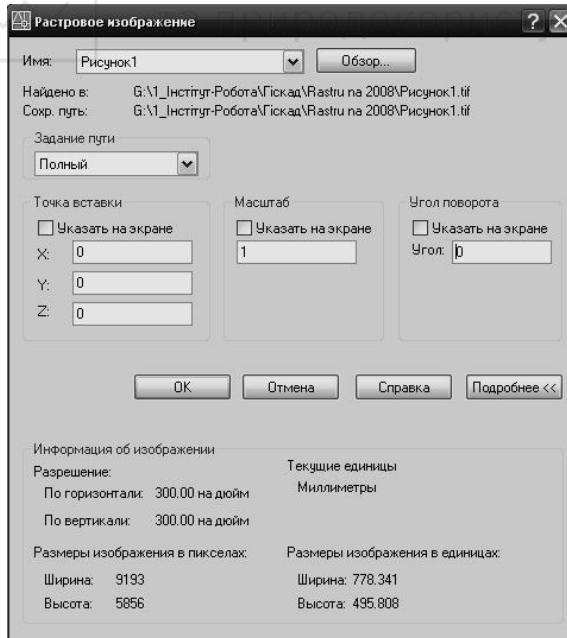 Растровое изображение
Имя: Рисунок1 Обзор...
Найдено в: G:\1_Інстітут-Робота\Гіскад\Rastru na 2008\Рисунок1.tif
Сохр. путь: G:\1_Інстітут-Робота\Гіскад\Rastru na 2008\Рисунок1.tif
Задание пути
Полный
Точка вставки
Указать на экране
X: 0
Y: 0
Z: 0
Масштаб
Указать на экране
1
Угол поворота
Указать на экране
Угол: 0
OK Отмена Справка Подробнее <<
Информация об изображении
Разрешение:
По горизонтали: 300.00 на дюйм
По вертикали: 300.00 на дюйм
Текущие единицы
Миллиметры
Размеры изображения в пикселах:
Ширина: 9193
Высота: 5856
Размеры изображения в единицах:
Ширина: 778.341
Высота: 495.808